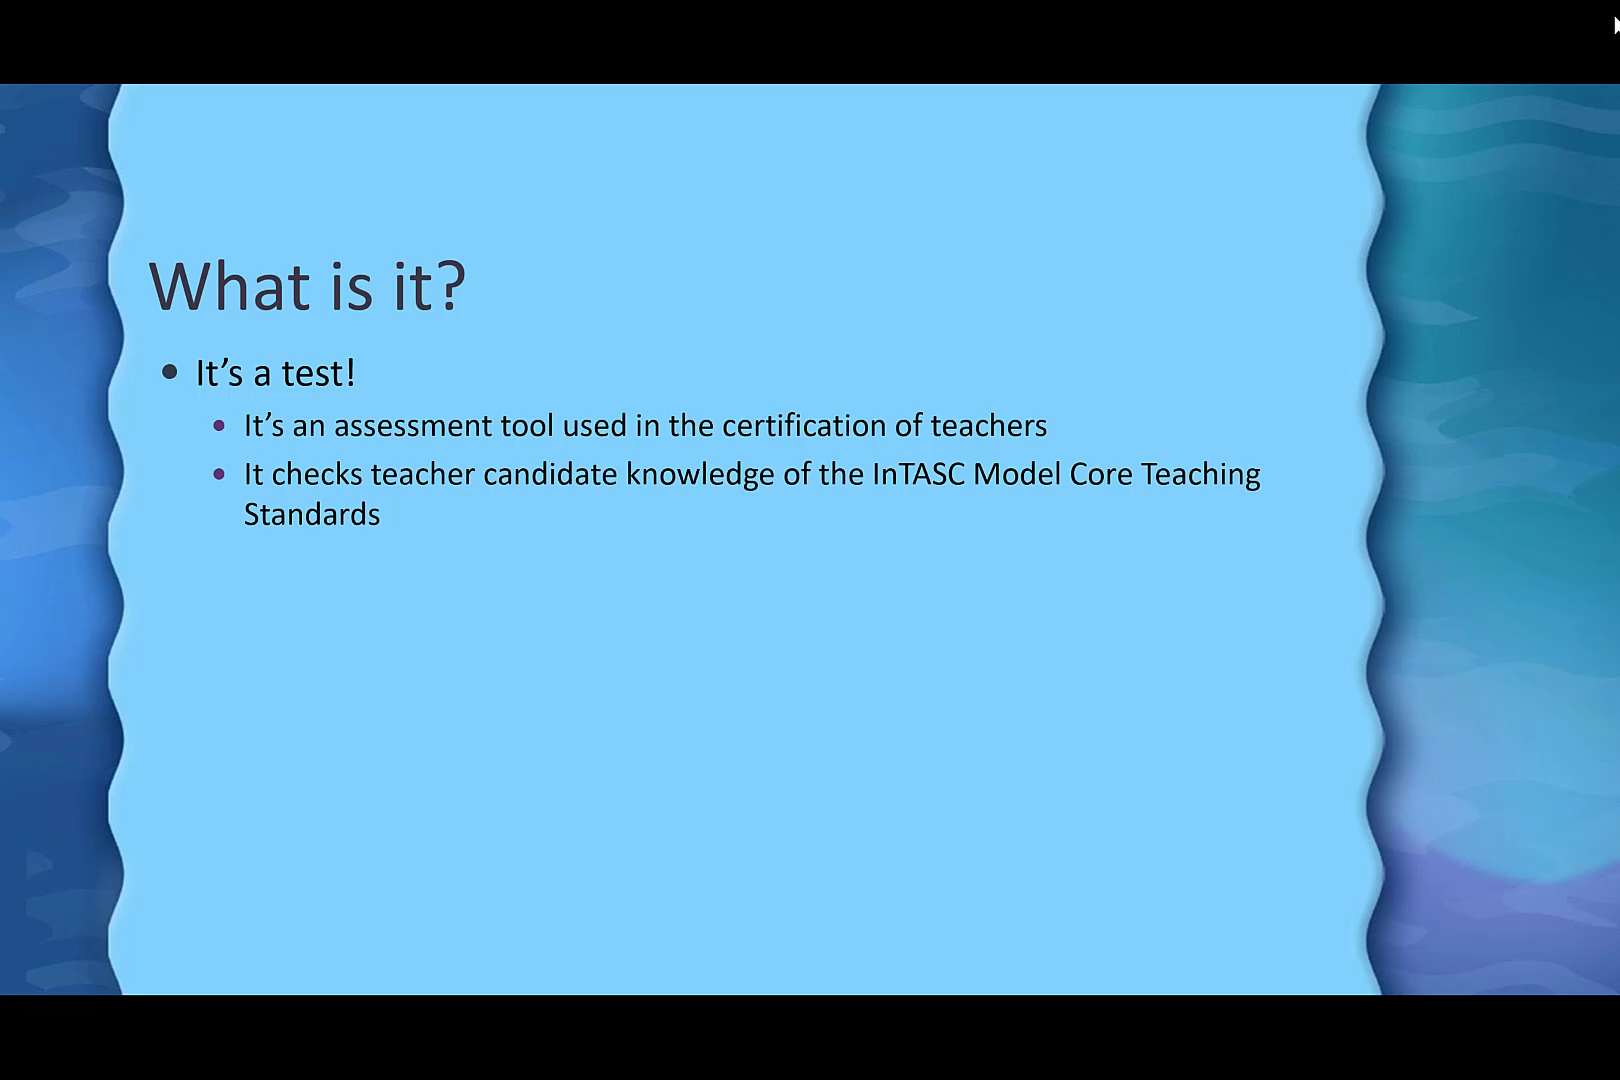 What is it?
It’s a test!
It’s an assessment tool used in the certification of teachers
It checks teacher candidate knowledge of the InTASC Model Core Teaching
Standards